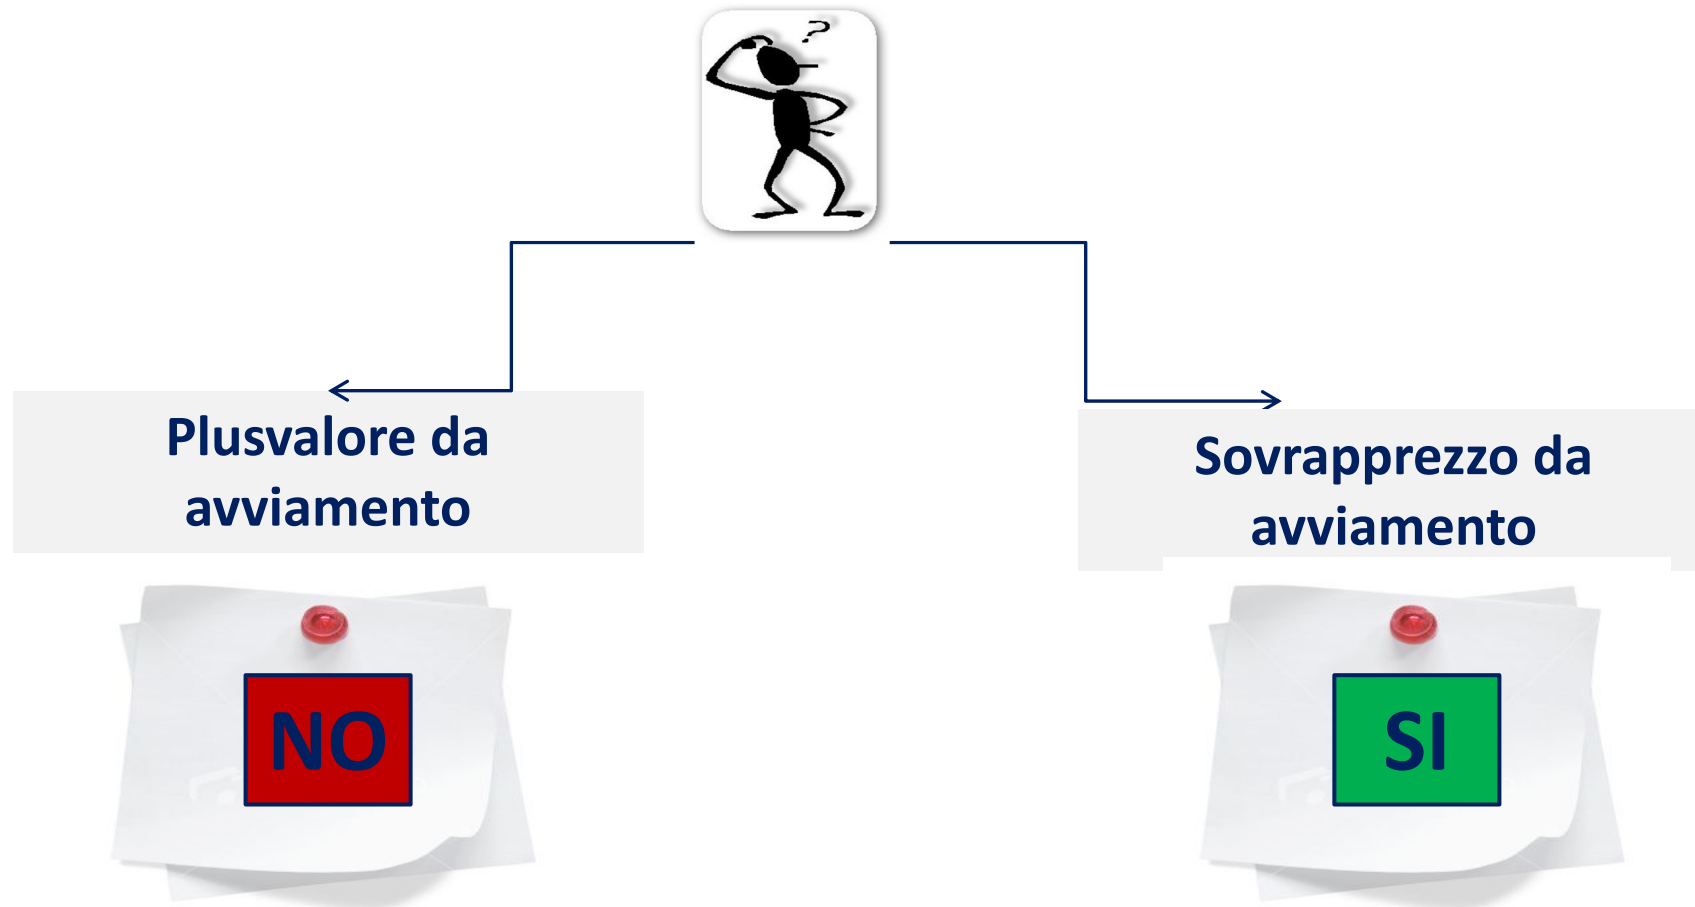 ?
Plusvalore da
avviamento
Sovrapprezzo da
avviamento
NO
SI